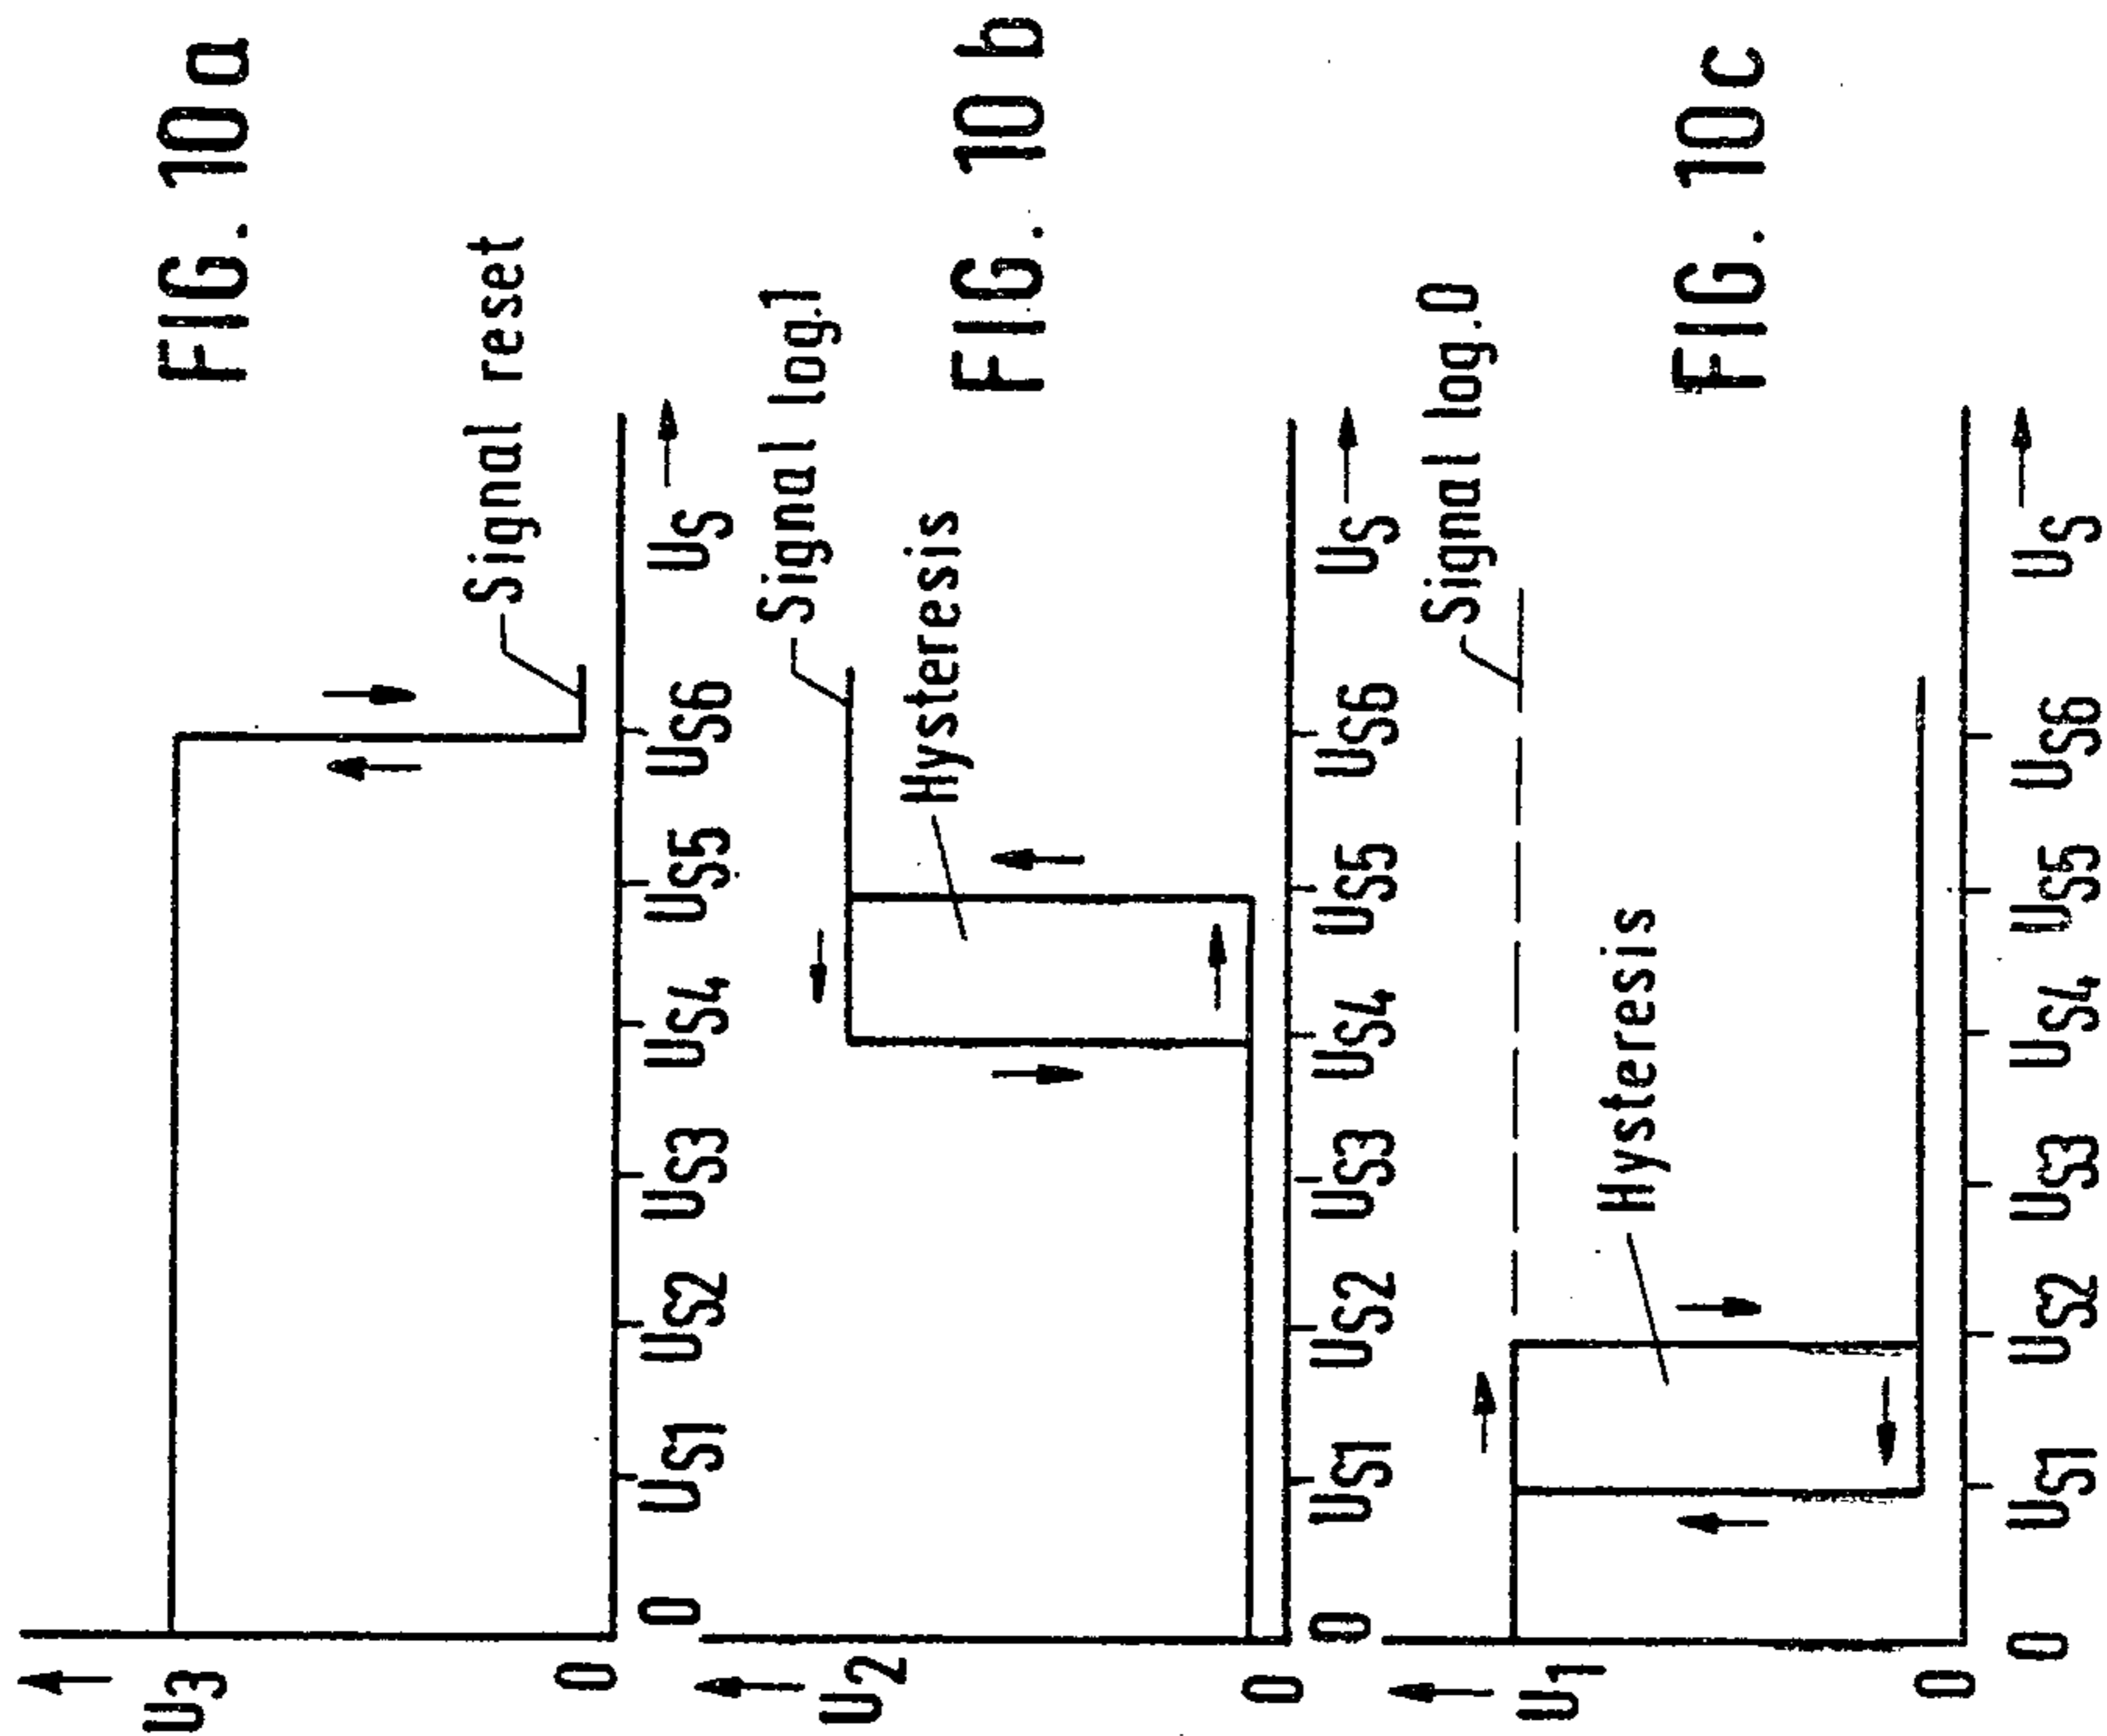 FIG. 10a
U3
0
Signal reset
0 US1 US2 US3 US4 US5 US6 US
FIG. 10b
U2
0
Signal log.1
Hysteresis
0 US1 US2 US3 US4 US5 US6 US
FIG. 10c
U1
0
Signal log.0
Hysteresis
0 US1 US2 US3 US4 US5 US6 US